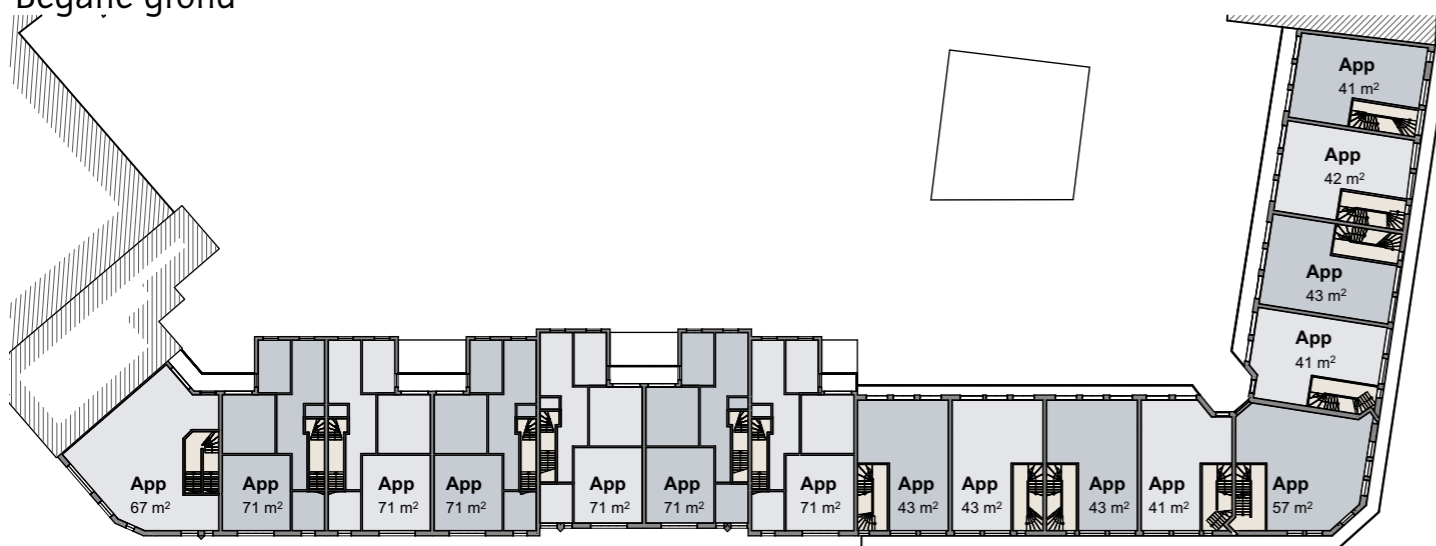 Begane grond
App
41 m²
App
42 m²
App
43 m²
App
41 m²
App
67 m²
App
71 m²
App
71 m²
App
71 m²
App
71 m²
App
71 m²
App
71 m²
App
43 m²
App
43 m²
App
43 m²
App
41 m²
App
57 m²